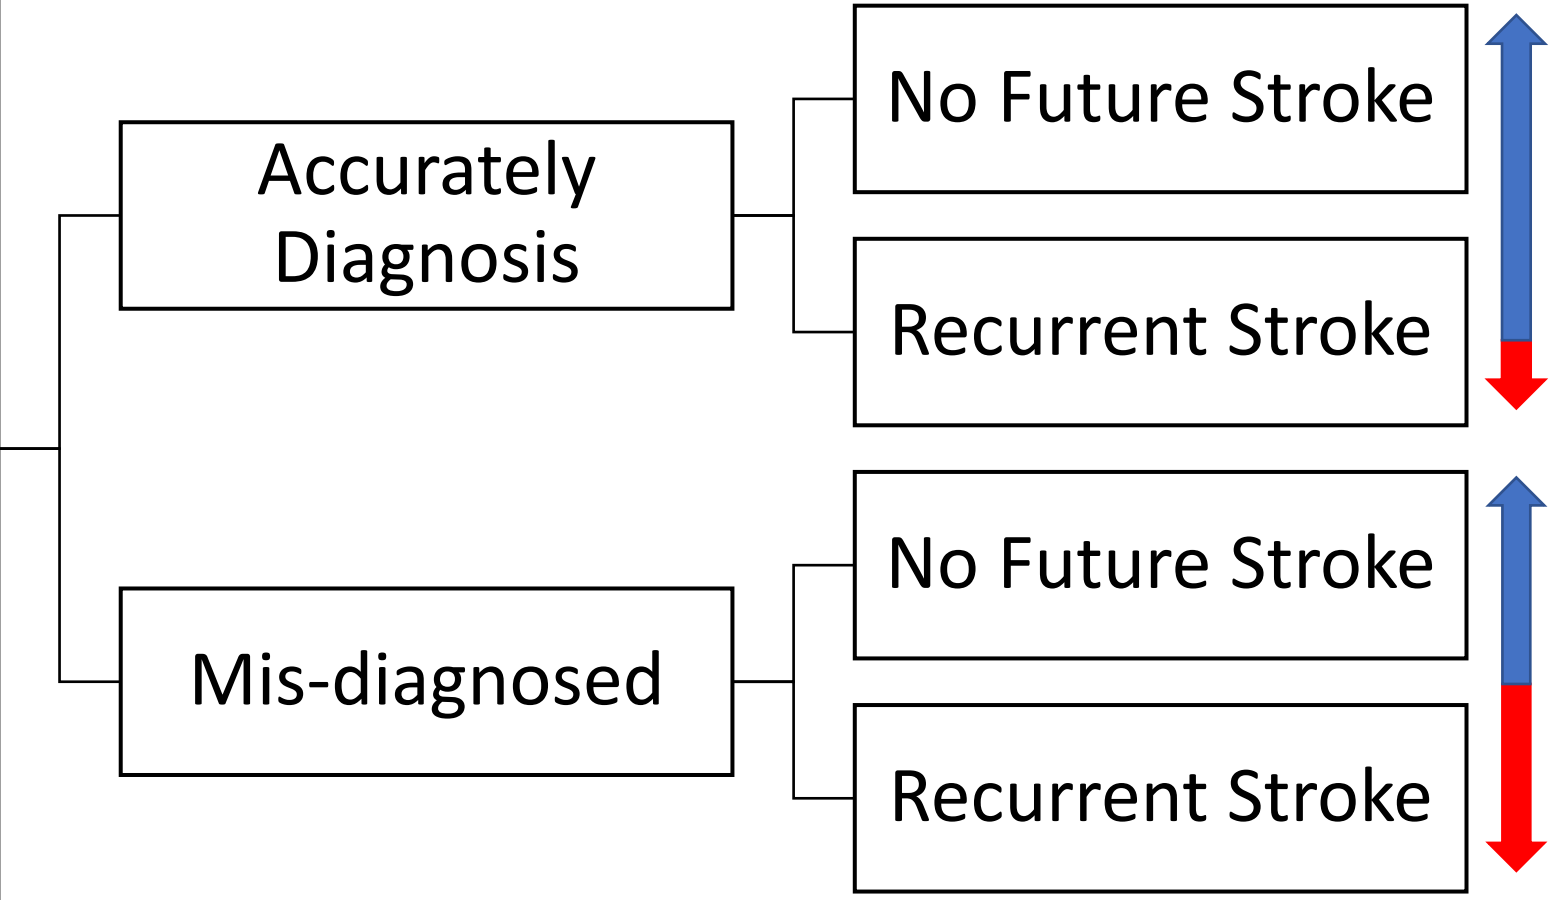 Accurately
Diagnosis
No Future Stroke
Recurrent Stroke
Mis-diagnosed
No Future Stroke
Recurrent Stroke